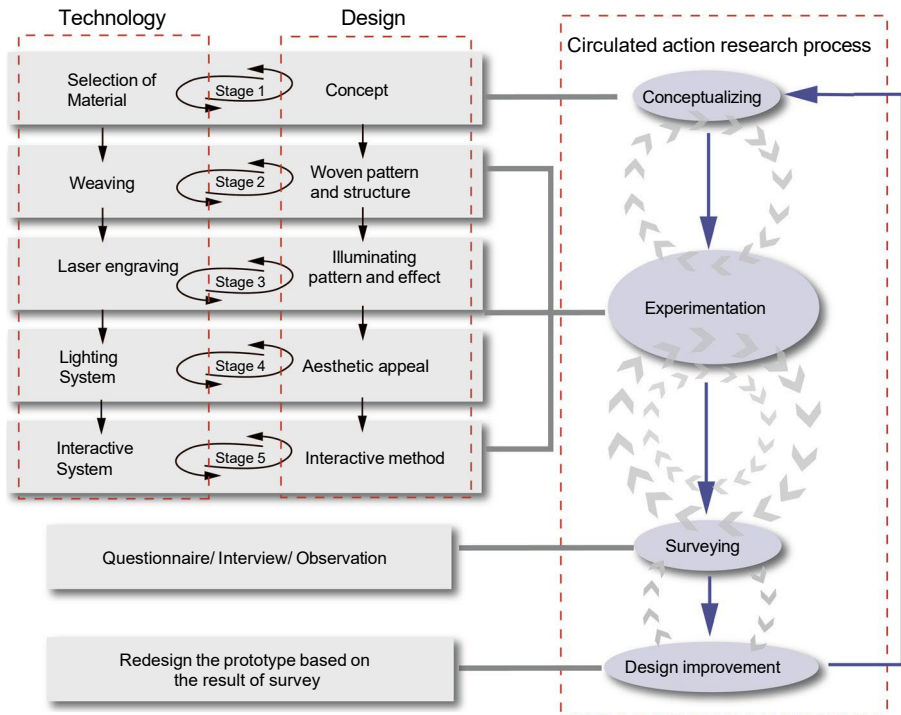 Technology
Design
Circulated action research process
Selection of
Material
Stage 1
Concept
Conceptualizing
Weaving
Stage 2
Woven pattern
and structure
Laser engraving
Stage 3
Illuminating
pattern and effect
Experimentation
Lighting
System
Stage 4
Aesthetic appeal
Interactive
System
Stage 5
Interactive method
Questionnaire/ Interview/ Observation
Surveying
Redesign the prototype based on
the result of survey
Design improvement